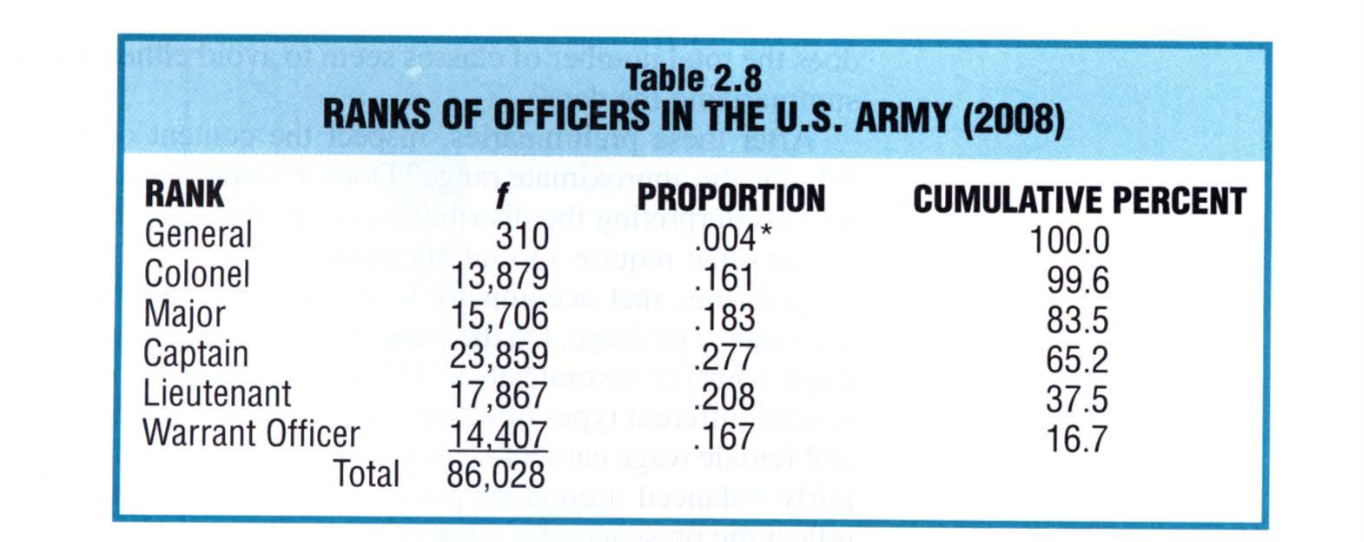 Table 2.8
RANKS OF OFFICERS IN THE U.S. ARMY (2008)
RANK f PROPORTION CUMULATIVE PERCENT
General 310 .004* 100.0
Colonel 13,879 .161 99.6
Major 15,706 .183 83.5
Captain 23,859 .277 65.2
Lieutenant 17,867 .208 37.5
Warrant Officer 14,407 .167 16.7
Total 86,028